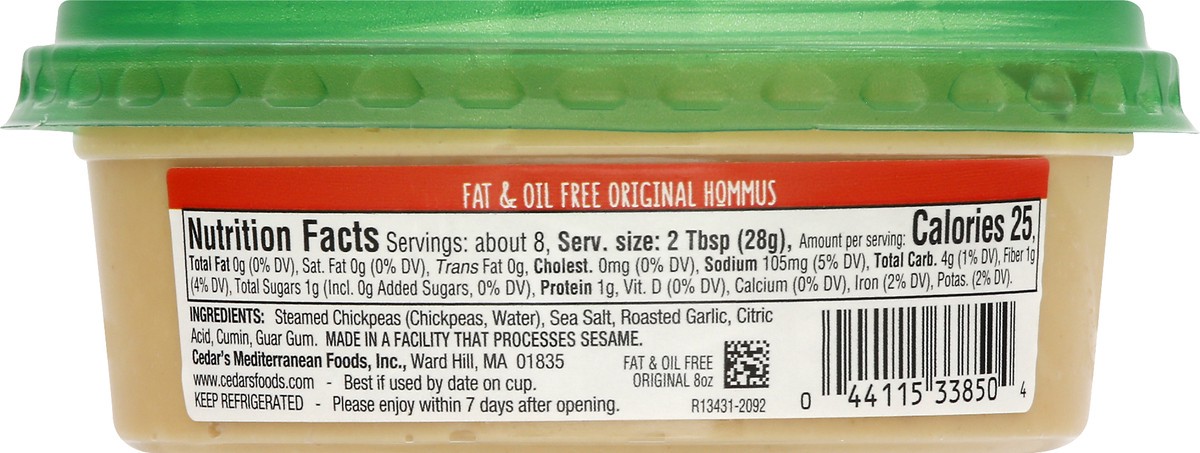 FAT & OIL FREE ORIGINAL HOMMUS
Nutrition Facts Servings: about 8, Serv. size: 2 Tbsp (28g), Amount per serving: Calories 25,
Total Fat 0g (0% DV), Sat. Fat 0g (0% DV), Trans Fat 0g, Cholest. 0mg (0% DV), Sodium 105mg (5% DV), Total Carb. 4g (1% DV), Fiber 1g
(4% DV), Total Sugars 1g (Incl. 0g Added Sugars, 0% DV), Protein 1g, Vit. D (0% DV), Calcium (0% DV), Iron (2% DV), Potas. (2% DV).
INGREDIENTS: Steamed Chickpeas (Chickpeas, Water), Sea Salt, Roasted Garlic, Citric
Acid, Cumin, Guar Gum. MADE IN A FACILITY THAT PROCESSES SESAME.
Cedar's Mediterranean Foods, Inc., Ward Hill, MA 01835
www.cedarsfoods.com - Best if used by date on cup.
KEEP REFRIGERATED - Please enjoy within 7 days after opening.
FAT & OIL FREE
ORIGINAL 8oz
R13431-2092
0 44115 33850 4